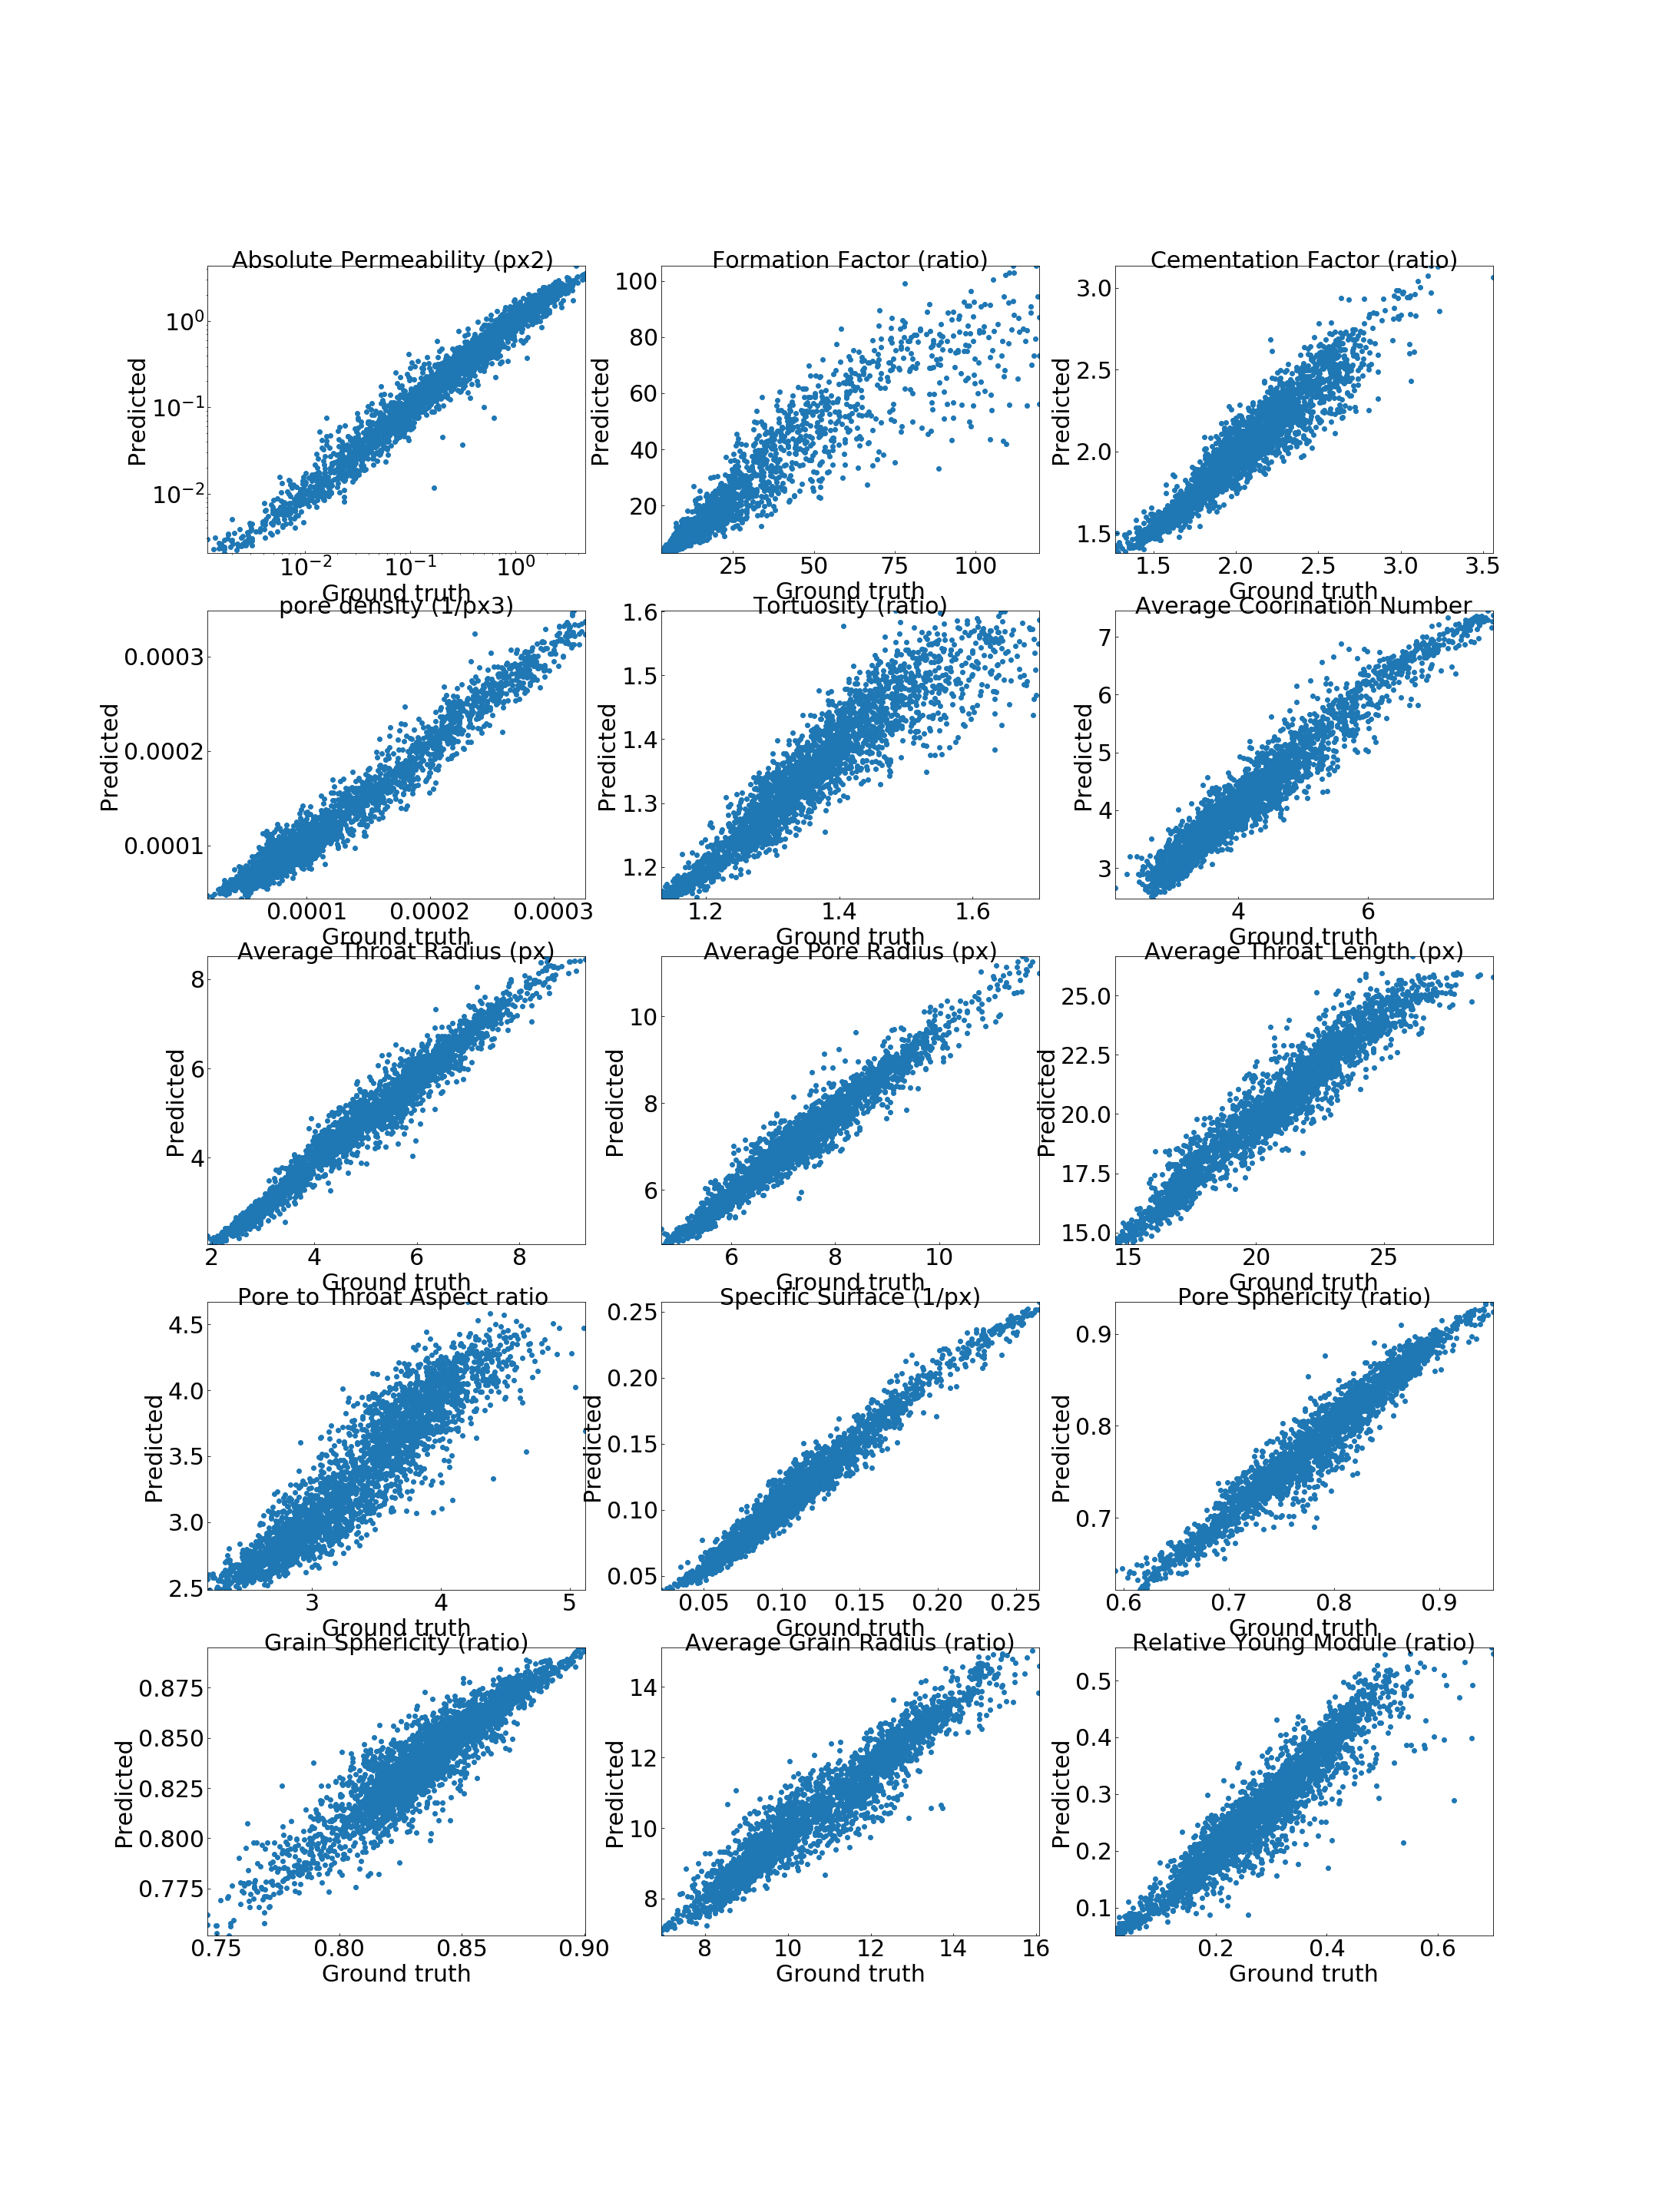 Absolute Permeability (px2)
Predicted
10⁰
10⁻¹
10⁻²
10⁻² 10⁻¹ 10⁰
Ground truth
Formation Factor (ratio)
Predicted
100
80
60
40
20
25 50 75 100
Ground truth
Cementation Factor (ratio)
Predicted
3.0
2.5
2.0
1.5
1.5 2.0 2.5 3.0 3.5
Ground truth
pore density (1/px3)
Predicted
0.0003
0.0002
0.0001
0.0001 0.0002 0.0003
Ground truth
Tortuosity (ratio)
Predicted
1.6
1.5
1.4
1.3
1.2
1.2 1.4 1.6
Ground truth
Average Coorination Number
Predicted
7
6
5
4
3
4 6
Ground truth
Average Throat Radius (px)
Predicted
8
6
4
2 4 6 8
Ground truth
Average Pore Radius (px)
Predicted
10
8
6
6 8 10
Ground truth
Average Throat Length (px)
Predicted
25.0
22.5
20.0
17.5
15.0
15 20 25
Ground truth
Pore to Throat Aspect ratio
Predicted
4.5
4.0
3.5
3.0
2.5
3 4 5
Ground truth
Specific Surface (1/px)
Predicted
0.25
0.20
0.15
0.10
0.05
0.05 0.10 0.15 0.20 0.25
Ground truth
Pore Sphericity (ratio)
Predicted
0.9
0.8
0.7
0.6 0.7 0.8 0.9
Ground truth
Grain Sphericity (ratio)
Predicted
0.875
0.850
0.825
0.800
0.775
0.75 0.80 0.85 0.90
Ground truth
Average Grain Radius (ratio)
Predicted
14
12
10
8
8 10 12 14 16
Ground truth
Relative Young Module (ratio)
Predicted
0.5
0.4
0.3
0.2
0.1
0.2 0.4 0.6
Ground truth